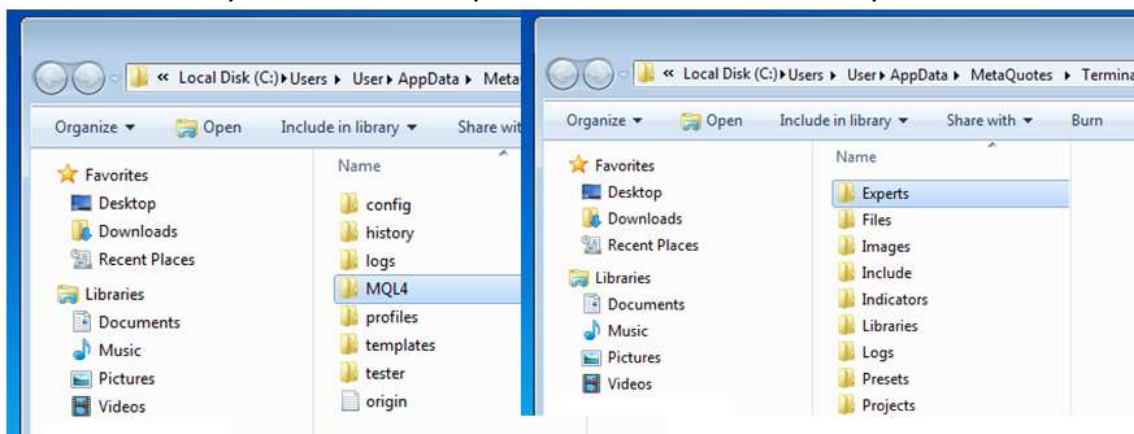 « Local Disk (C:) ▸ Users ▸ User ▸ AppData ▸ Meta
Organize ▾ Open Include in library ▾ Share wit
Favorites
Desktop
Downloads
Recent Places
Libraries
Documents
Music
Pictures
Videos
Name
config
history
logs
MQL4
profiles
templates
tester
origin
« Local Disk (C:) ▸ Users ▸ User ▸ AppData ▸ MetaQuotes ▸ Termina
Organize ▾ Open Include in library ▾ Share with ▾ Burn
Favorites
Desktop
Downloads
Recent Places
Libraries
Documents
Music
Pictures
Videos
Name
Experts
Files
Images
Include
Indicators
Libraries
Logs
Presets
Projects